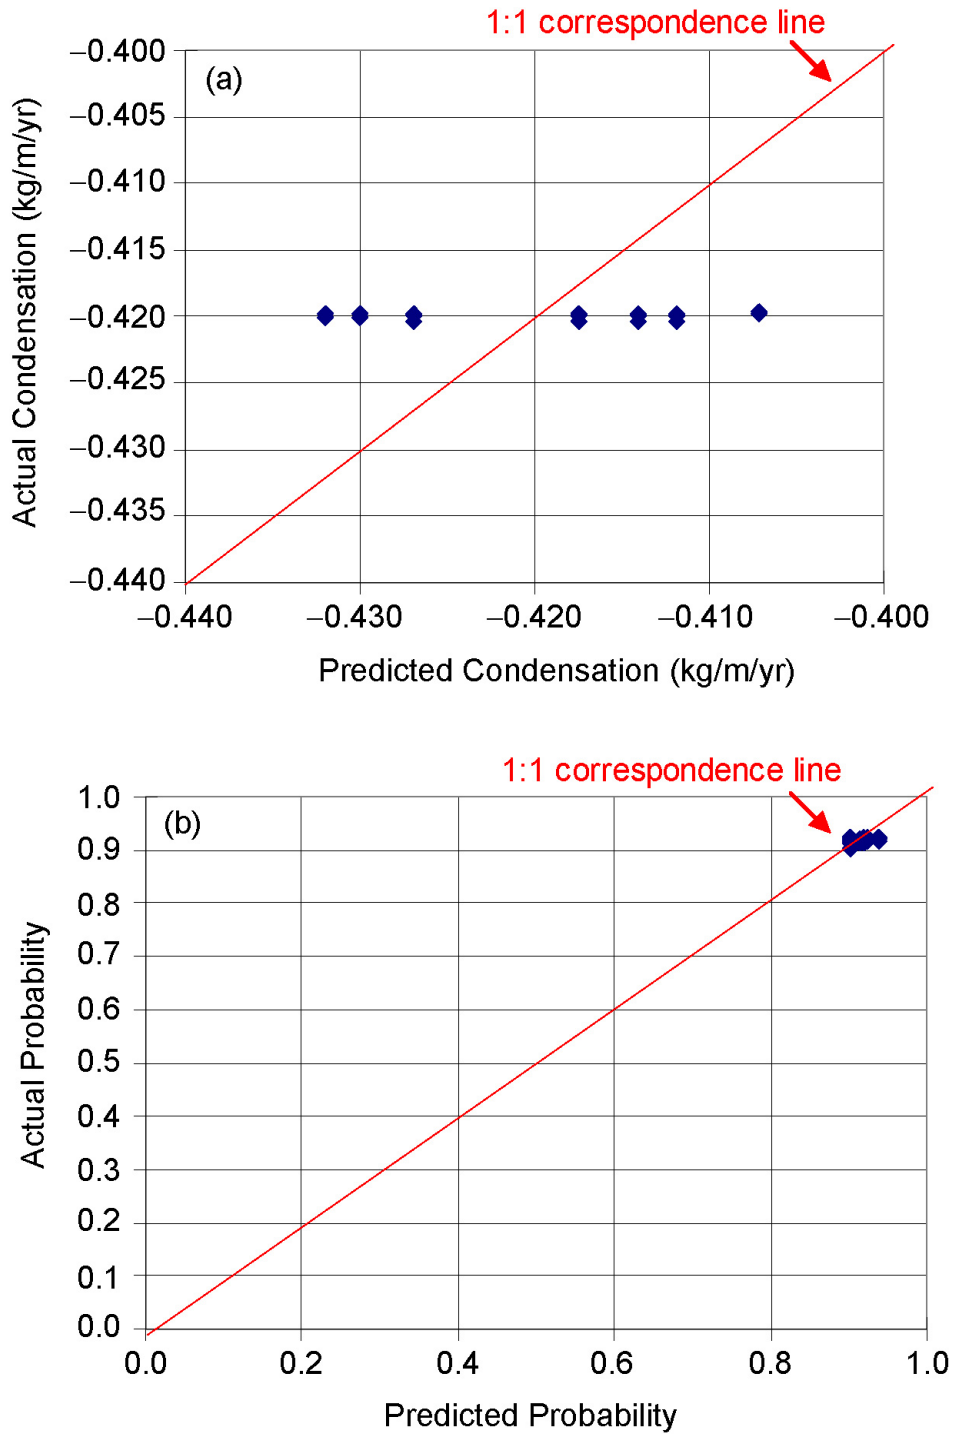 1:1 correspondence line
(a)
Actual Condensation (kg/m/yr)
–0.400
–0.405
–0.410
–0.415
–0.420
–0.425
–0.430
–0.435
–0.440
–0.440 –0.430 –0.420 –0.410 –0.400
Predicted Condensation (kg/m/yr)
1:1 correspondence line
(b)
Actual Probability
1.0
0.9
0.8
0.7
0.6
0.5
0.4
0.3
0.2
0.1
0.0
0.0 0.2 0.4 0.6 0.8 1.0
Predicted Probability